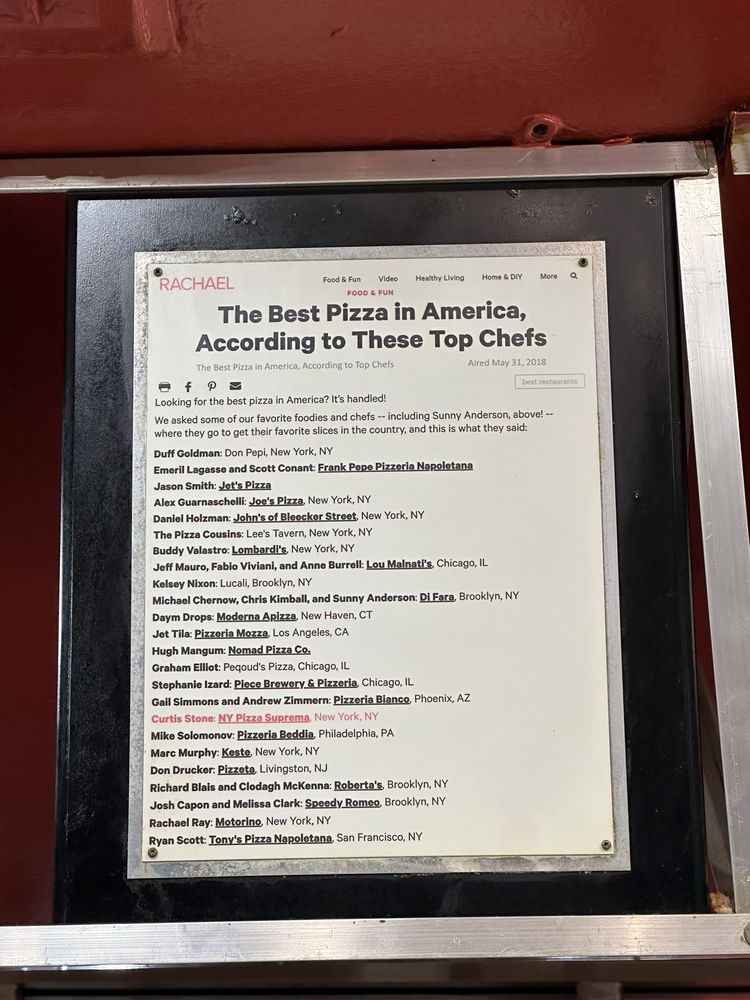 RACHAEL
Food & Fun Video Healthy Living Home & DIY More
FOOD & FUN
The Best Pizza in America,
According to These Top Chefs
The Best Pizza in America, According to Top Chefs Aired May 31, 2018
best restaurants
Looking for the best pizza in America? It's handled!
We asked some of our favorite foodies and chefs -- including Sunny Anderson, above! --
where they go to get their favorite slices in the country, and this is what they said:
Duff Goldman: Don Pepi, New York, NY
Emeril Lagasse and Scott Conant: Frank Pepe Pizzeria Napoletana
Jason Smith: Jet's Pizza
Alex Guarnaschelli: Joe's Pizza, New York, NY
Daniel Holzman: John's of Bleecker Street, New York, NY
The Pizza Cousins: Lee's Tavern, New York, NY
Buddy Valastro: Lombardi's, New York, NY
Jeff Mauro, Fabio Viviani, and Anne Burrell: Lou Malnati's, Chicago, IL
Kelsey Nixon: Lucali, Brooklyn, NY
Michael Chernow, Chris Kimball, and Sunny Anderson: Di Fara, Brooklyn, NY
Daym Drops: Moderna Apizza, New Haven, CT
Jet Tila: Pizzeria Mozza, Los Angeles, CA
Hugh Mangum: Nomad Pizza Co.
Graham Elliot: Peqoud's Pizza, Chicago, IL
Stephanie Izard: Piece Brewery & Pizzeria, Chicago, IL
Gail Simmons and Andrew Zimmern: Pizzeria Bianco, Phoenix, AZ
Curtis Stone: NY Pizza Suprema, New York, NY
Mike Solomonov: Pizzeria Beddia, Philadelphia, PA
Marc Murphy: Keste, New York, NY
Don Drucker: Pizzeta, Livingston, NJ
Richard Blais and Clodagh McKenna: Roberta's, Brooklyn, NY
Josh Capon and Melissa Clark: Speedy Romeo, Brooklyn, NY
Rachael Ray: Motorino, New York, NY
Ryan Scott: Tony's Pizza Napoletana, San Francisco, NY